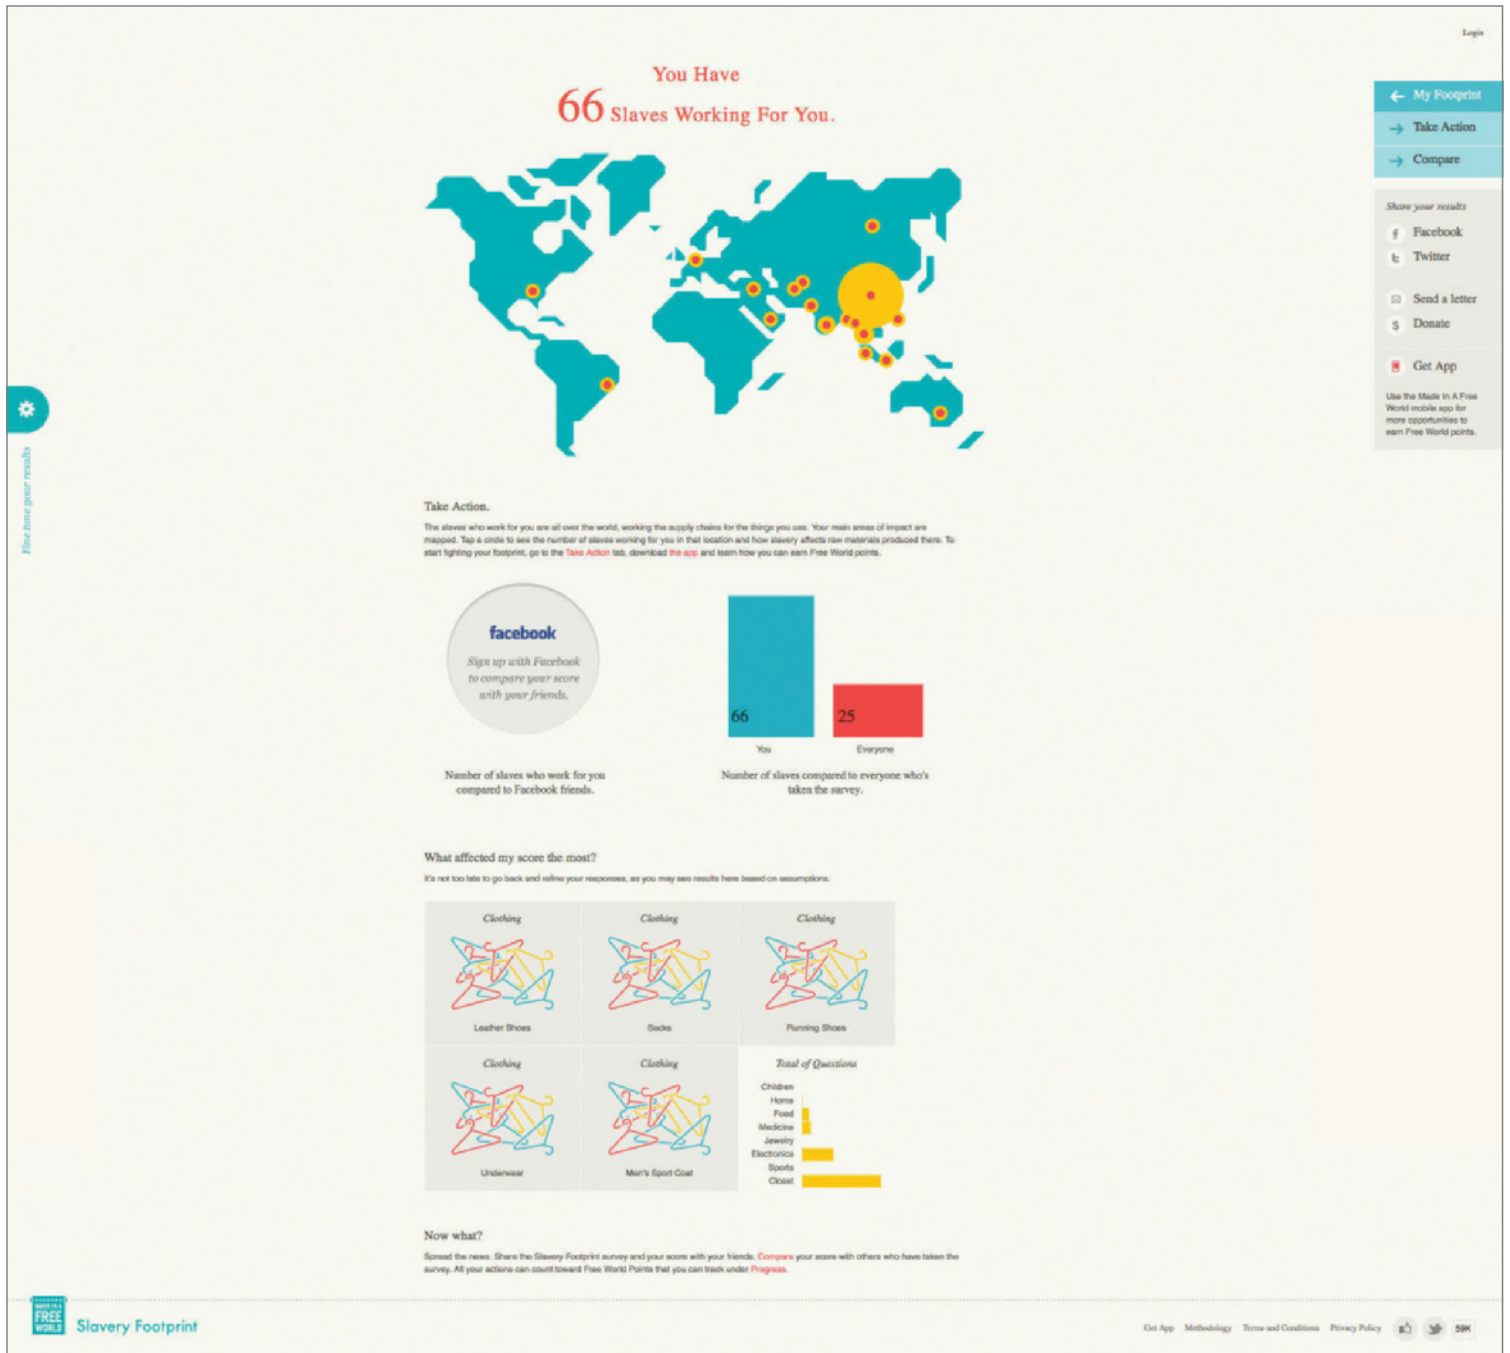 Login
You Have
66 Slaves Working For You.
My Footprint
Take Action
Compare
Share your results
Facebook
Twitter
Send a letter
Donate
Get App
Use the Made In A Free
World mobile app for
more opportunities to
earn Free World points.
Fine tune your results
Take Action.
The slaves who work for you are all over the world, working the supply chains for the things you use. Your main areas of impact are
mapped. Tap a circle to see the number of slaves working for you in that location and how slavery affects raw materials produced there. To
start fighting your footprint, go to the Take Action tab, download the app and learn how you can earn Free World points.
facebook
Sign up with Facebook
to compare your score
with your friends.
66
25
You
Everyone
Number of slaves who work for you
compared to Facebook friends.
Number of slaves compared to everyone who's
taken the survey.
What affected my score the most?
It's not too late to go back and refine your responses, as you may see results here based on assumptions.
Clothing
Leather Shoes
Clothing
Socks
Clothing
Running Shoes
Clothing
Underwear
Clothing
Men's Sport Coat
Total of Questions
Children
Home
Food
Medicine
Jewelry
Electronics
Sports
Closet
Now what?
Spread the news. Share the Slavery Footprint survey and your score with your friends. Compare your score with others who have taken the
survey. All your actions can count toward Free World Points that you can track under Progress.
MADE IN A
FREE
WORLD
Slavery Footprint
Get App
Methodology
Terms and Conditions
Privacy Policy
59K